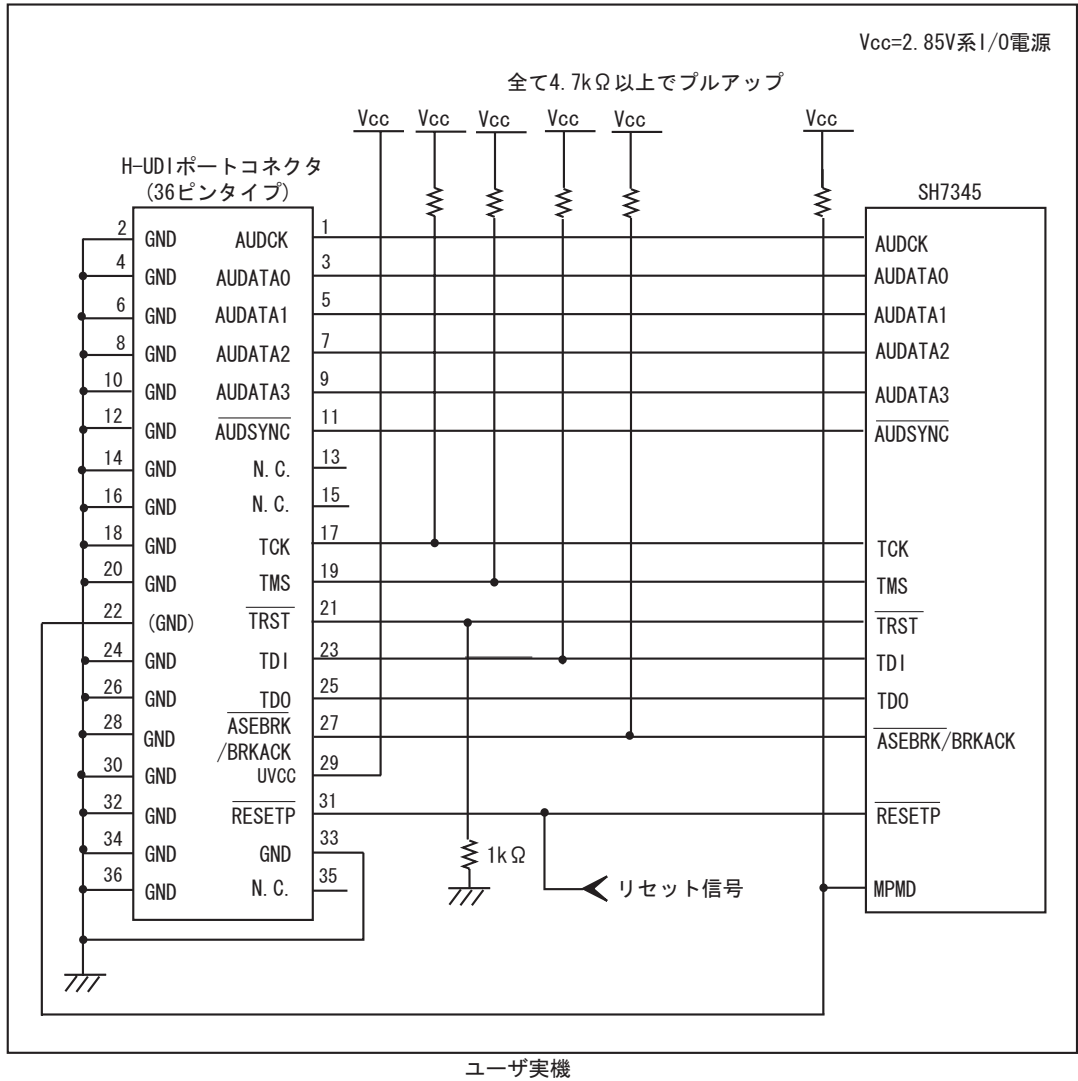 Vcc=2.85V系I/O電源
全て4.7kΩ以上でプルアップ
Vcc Vcc Vcc Vcc Vcc Vcc
H-UDIポートコネクタ
(36ピンタイプ)
SH7345
2 GND AUDCK 1 AUDCK
4 GND AUDATA0 3 AUDATA0
6 GND AUDATA1 5 AUDATA1
8 GND AUDATA2 7 AUDATA2
10 GND AUDATA3 9 AUDATA3
12 GND AUDSYNC 11 AUDSYNC
14 GND N.C. 13
16 GND N.C. 15
18 GND TCK 17 TCK
20 GND TMS 19 TMS
22 (GND) TRST 21 TRST
24 GND TDI 23 TDI
26 GND TDO 25 TDO
28 GND ASEBRK 27 ASEBRK/BRKACK
/BRKACK
30 GND UVCC 29
32 GND RESETP 31 RESETP
34 GND GND 33
1kΩ
36 GND N.C. 35
リセット信号
MPMD
ユーザ実機